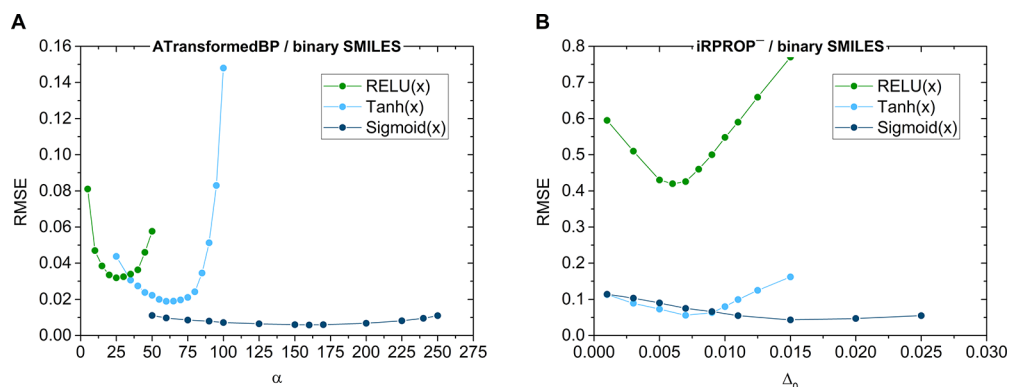 A
ATransformedBP / binary SMILES
0.16
0.14
0.12
0.10
0.08
0.06
0.04
0.02
0.00
RMSE
RELU(x)
Tanh(x)
Sigmoid(x)
0 25 50 75 100 125 150 175 200 225 250 275
α
B
iRPROP⁻ / binary SMILES
0.8
0.7
0.6
0.5
0.4
0.3
0.2
0.1
0.0
RMSE
RELU(x)
Tanh(x)
Sigmoid(x)
0.000 0.005 0.010 0.015 0.020 0.025 0.030
Δ₀